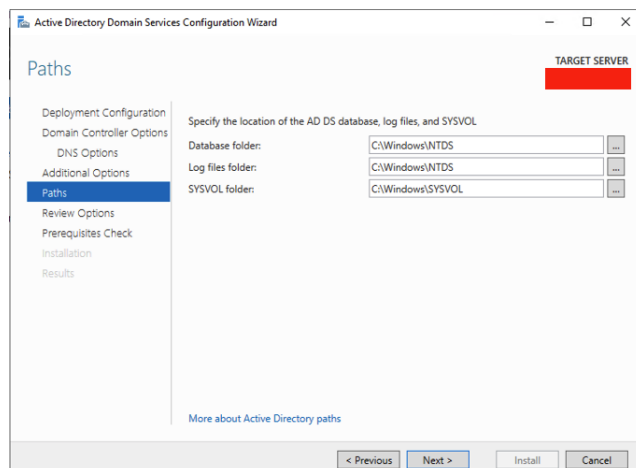 Active Directory Domain Services Configuration Wizard
Paths
TARGET SERVER
Deployment Configuration
Domain Controller Options
DNS Options
Additional Options
Paths
Review Options
Prerequisites Check
Installation
Results
Specify the location of the AD DS database, log files, and SYSVOL
Database folder: C:\Windows\NTDS ...
Log files folder: C:\Windows\NTDS ...
SYSVOL folder: C:\Windows\SYSVOL ...
More about Active Directory paths
< Previous Next > Install Cancel